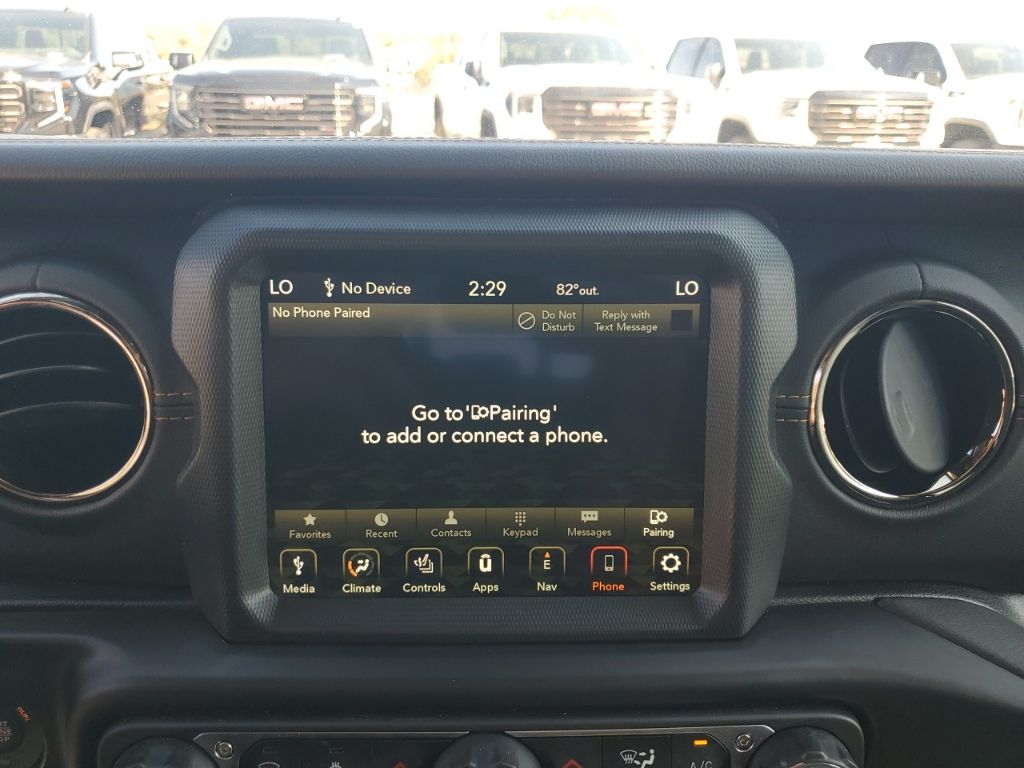 GMC
LO No Device 2:29 82°out. LO
No Phone Paired
Do Not
Disturb
Reply with
Text Message
Go to 'Pairing'
to add or connect a phone.
Favorites Recent Contacts Keypad Messages Pairing
E
Media Climate Controls Apps Nav Phone Settings
RUN
A/C